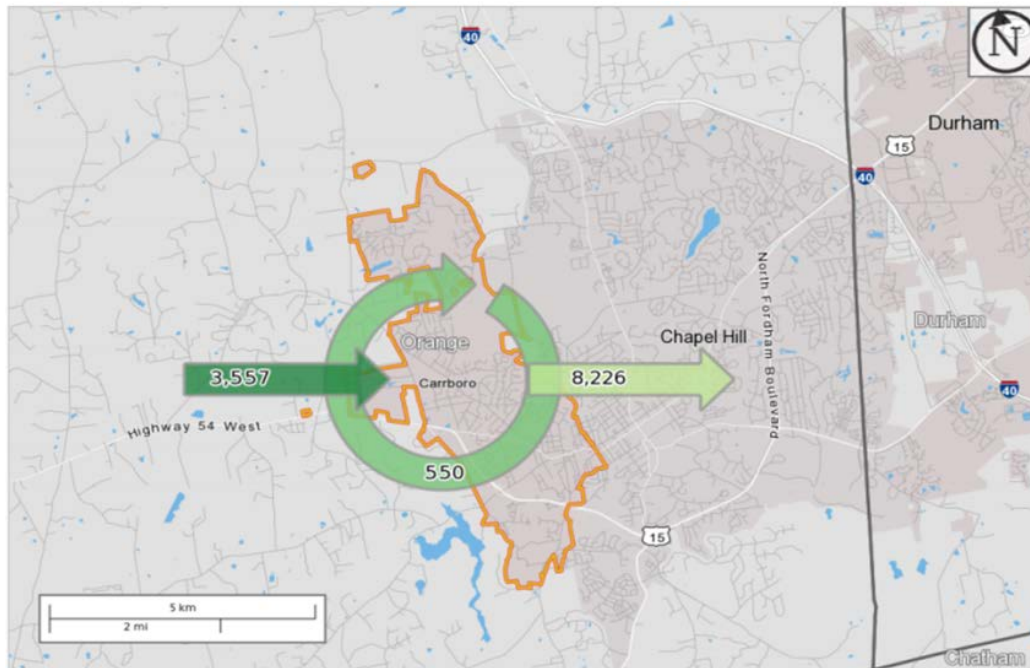 40
N
Durham
15
40
North Fordham Boulevard
Durham
Chapel Hill
Orange
3,557
Carrboro
8,226
40
Highway 54 West
550
15
5 km
2 mi
Chatham